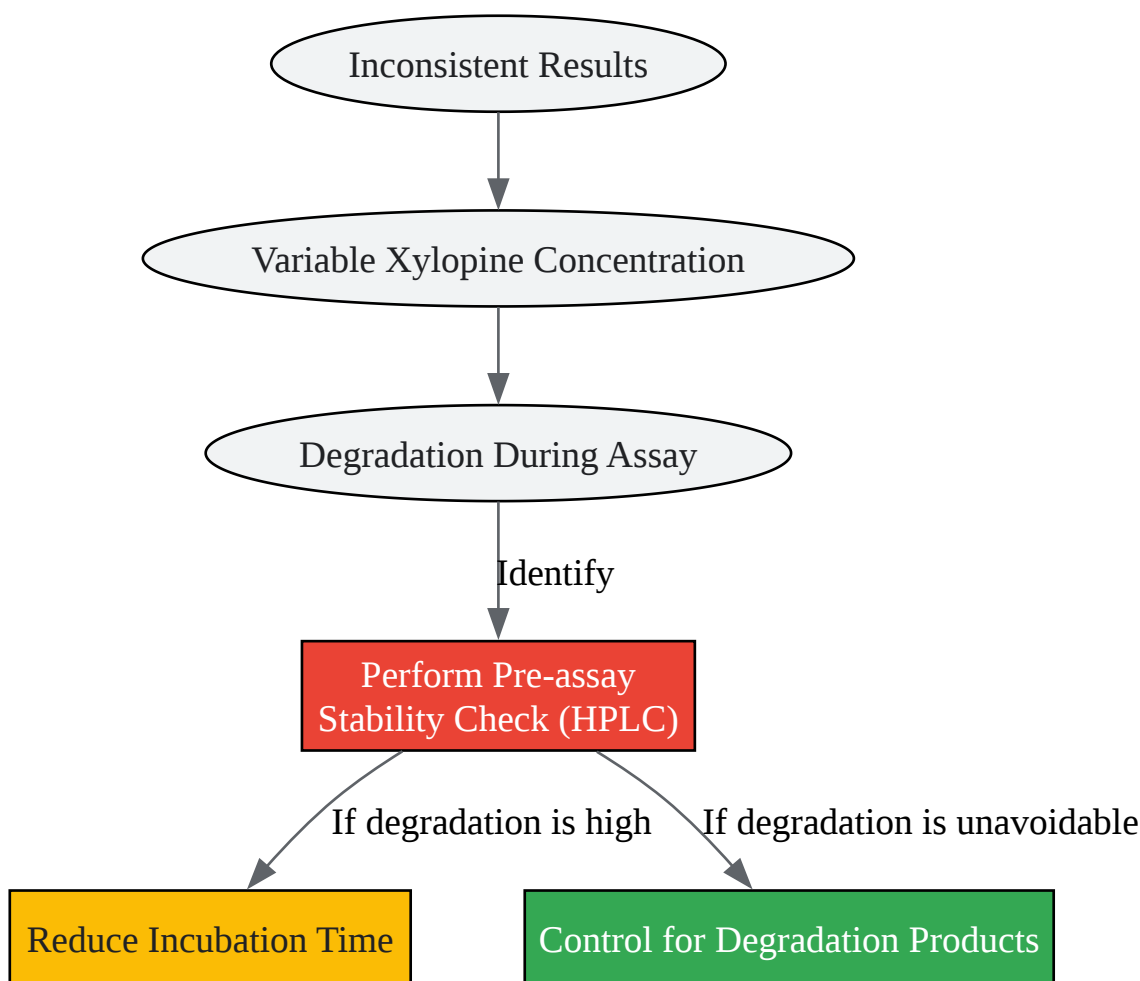 Inconsistent Results
Variable Xylopine Concentration
Degradation During Assay
Identify
Perform Pre-assay
Stability Check (HPLC)
If degradation is high
If degradation is unavoidable
Reduce Incubation Time
Control for Degradation Products